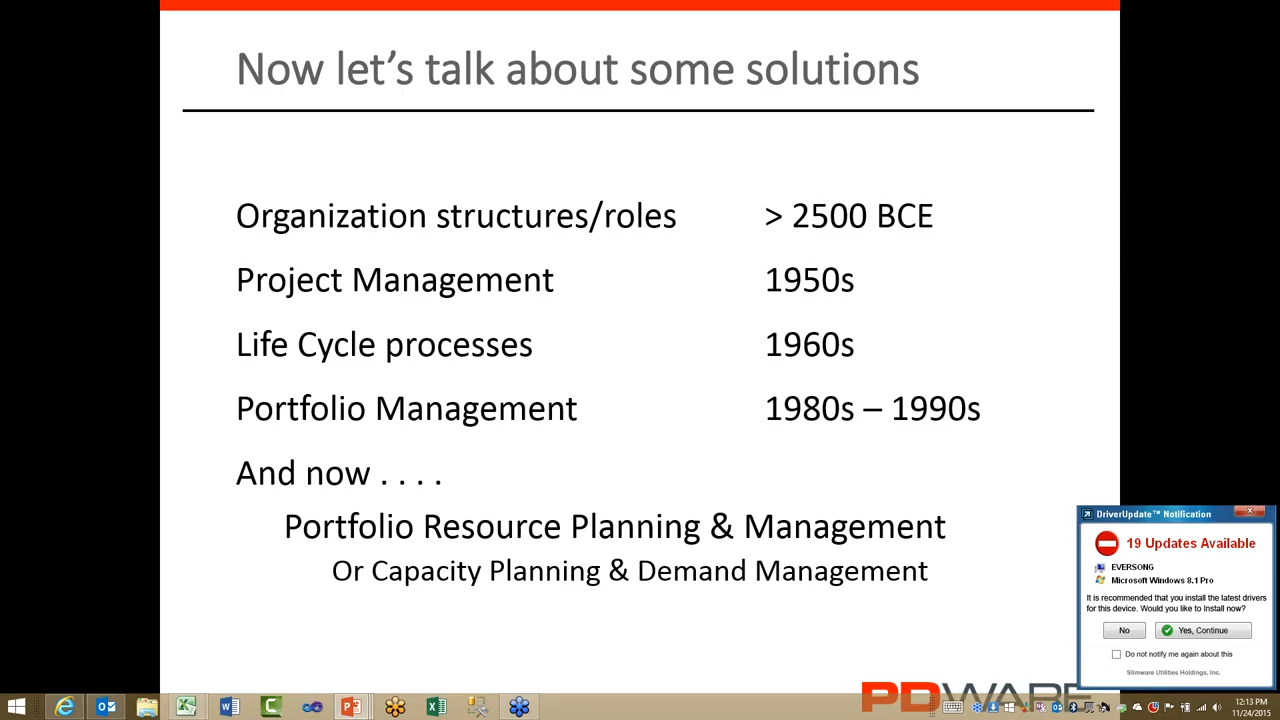 Now let's talk about some solutions
Organization structures/roles > 2500 BCE
Project Management 1950s
Life Cycle processes 1960s
Portfolio Management 1980s – 1990s
And now . . . .
Portfolio Resource Planning & Management
Or Capacity Planning & Demand Management
DriverUpdate™ Notification
19 Updates Available
EVERSONG
Microsoft Windows 8.1 Pro
It is recommended that you install the latest drivers
for this device. Would you like to Install now?
No Yes, Continue
Do not notify me again about this
Slimware Utilities Holdings, Inc.
PDWARE
12:13 PM
11/24/2015